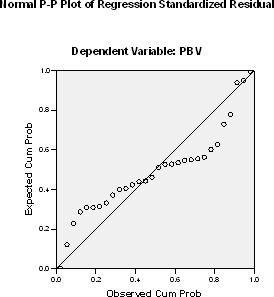 Normal P-P Plot of Regression Standardized Residual
Dependent Variable: PBV
Expected Cum Prob
1.0
0.8
0.6
0.4
0.2
0.0
0.0 0.2 0.4 0.6 0.8 1.0
Observed Cum Prob